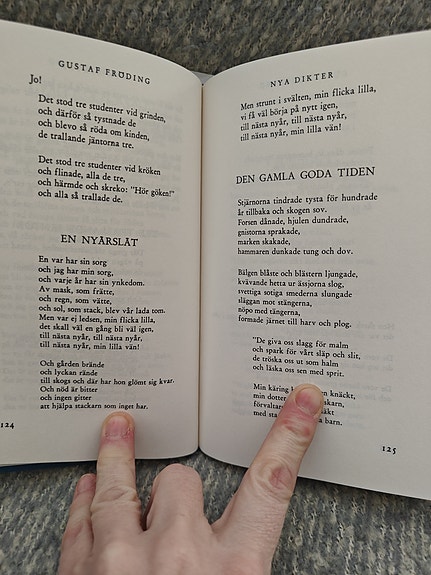 GUSTAF FRÖDING
Jo!
Det stod tre studenter vid grinden,
och därför så tystnade de
och blevo så röda om kinden,
de trallande jäntorna tre.
Det stod tre studenter vid kröken
och flinade, alla de tre,
och härmde och skreko: "Hör göken!"
och alla så trallade de.
EN NYÅRSLÅT
En var har sin sorg
och jag har min sorg,
och varje år har sin ynkedom.
Av mask, som frätte,
och regn, som vätte,
och sol, som stack, blev vår lada tom.
Men var ej ledsen, min flicka lilla,
det skall väl en gång bli väl igen,
till nästa nyår, till nästa nyår,
till nästa nyår, min lilla vän!
Och gården brände
och lyckan rände
till skogs och där har hon glömt sig kvar.
Och nöd är bitter
och ingen gitter
att hjälpa stackarn som inget har.
124
NYA DIKTER
Men strunt i svälten, min flicka lilla,
vi få väl börja på nytt igen,
till nästa nyår, till nästa nyår,
till nästa nyår, min lilla vän!
DEN GAMLA GODA TIDEN
Stjärnorna tindrade tysta för hundrade
år tillbaka och skogen sov.
Forsen dånade, hjulen dundrade,
gnistorna sprakade,
marken skakade,
hammaren dunkade tung och dov.
Bälgen blåste och blästern ljungade,
kvävande hetta ur ässjorna slog,
svettiga sotiga smederna slungade
släggan mot stängerna,
nöpo med tängerna,
formade järnet till harv och plog.
"De giva oss slagg för malm
och spark för vårt släp och slit,
de tröska oss ut som halm
och läska oss sen med sprit.
Min käring knäckt,
min dotter akarn,
förvaltar äkt
med sta barn.
125